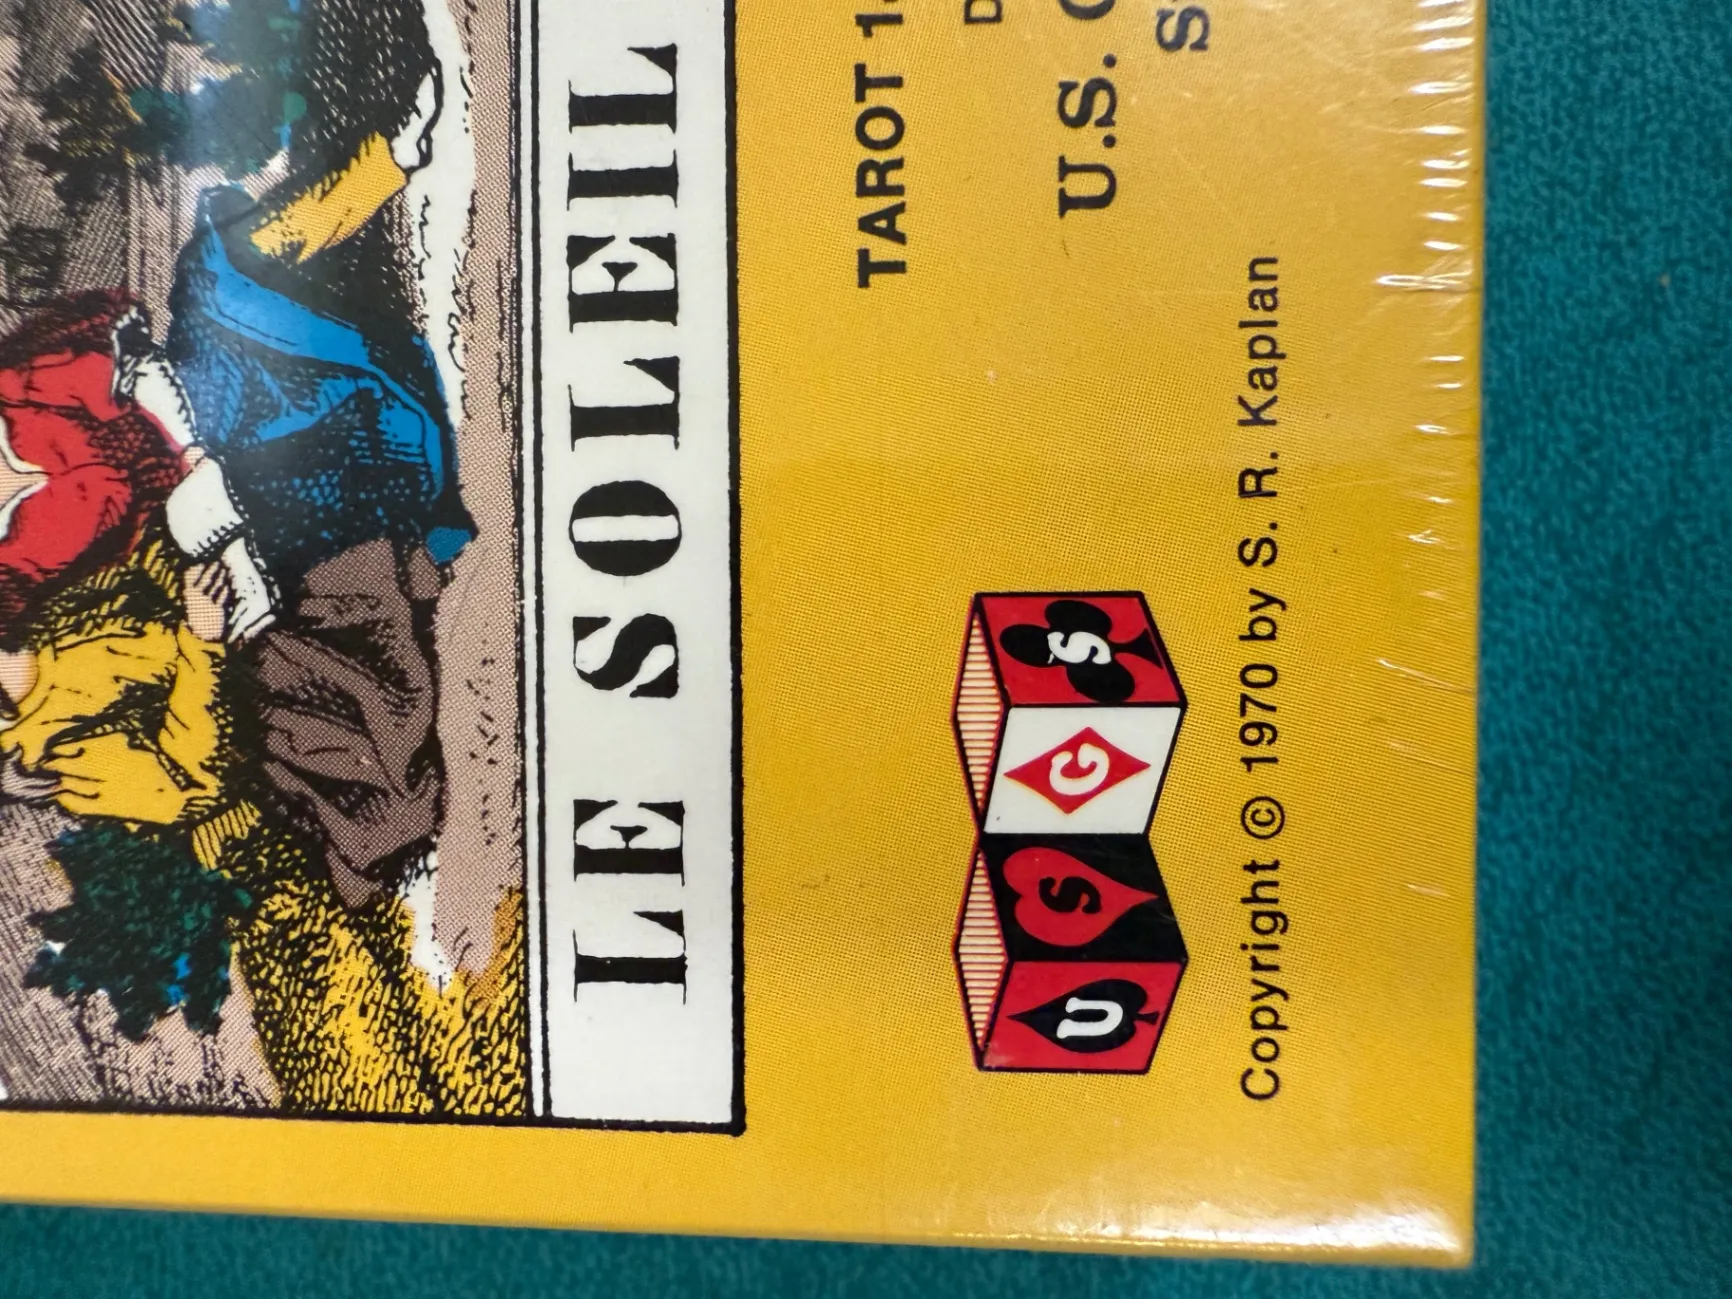 LE SOLEIL
TAROT
U.S.
U S G S
Copyright © 1970 by S. R. Kaplan